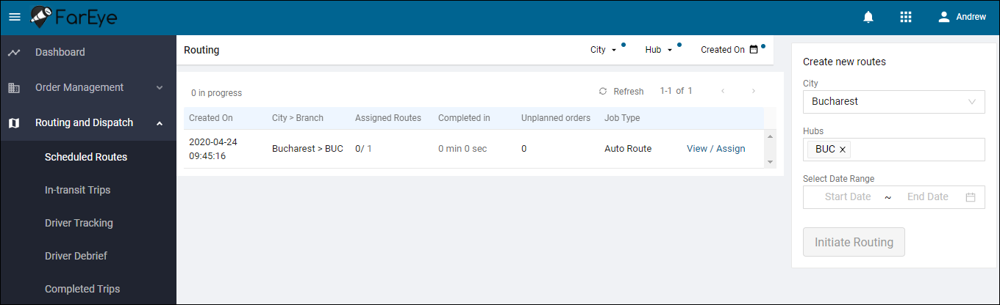 FarEye
Andrew
Dashboard
Order Management
Routing and Dispatch
Scheduled Routes
In-transit Trips
Driver Tracking
Driver Debrief
Completed Trips
Routing
City
Hub
Created On
0 in progress
Refresh
1-1 of 1
Created On City > Branch Assigned Routes Completed in Unplanned orders Job Type
2020-04-24
09:45:16
Bucharest > BUC 0/ 1 0 min 0 sec 0 Auto Route View / Assign
Create new routes
City
Bucharest
Hubs
BUC ×
Select Date Range
Start Date ~ End Date
Initiate Routing